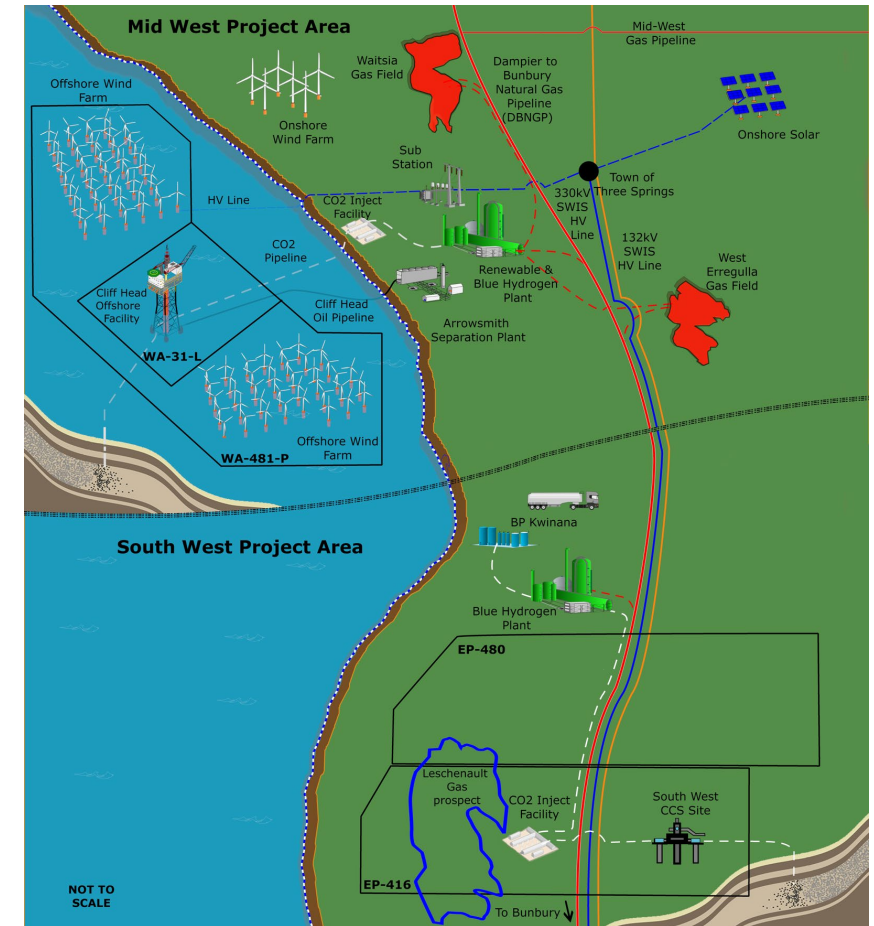 Mid West Project Area
Mid-West
Gas Pipeline
Waitsia
Gas Field
Dampier to
Bunbury
Natural Gas
Pipeline
(DBNGP)
Offshore Wind
Farm
Onshore
Wind Farm
Onshore Solar
Sub
Station
Town of
Three Springs
HV Line
CO2 Inject
Facility
330kV
SWIS
HV
Line
132kV
SWIS
HV Line
CO2
Pipeline
Renewable &
Blue Hydrogen
Plant
West
Erregulla
Gas Field
Cliff Head
Offshore
Facility
Cliff Head
Oil Pipeline
Arrowsmith
Separation Plant
WA-31-L
Offshore Wind
Farm
WA-481-P
South West Project Area
BP Kwinana
Blue Hydrogen
Plant
EP-480
Leschenault
Gas
prospect
CO2 Inject
Facility
South West
CCS Site
EP-416
NOT TO
SCALE
To Bunbury